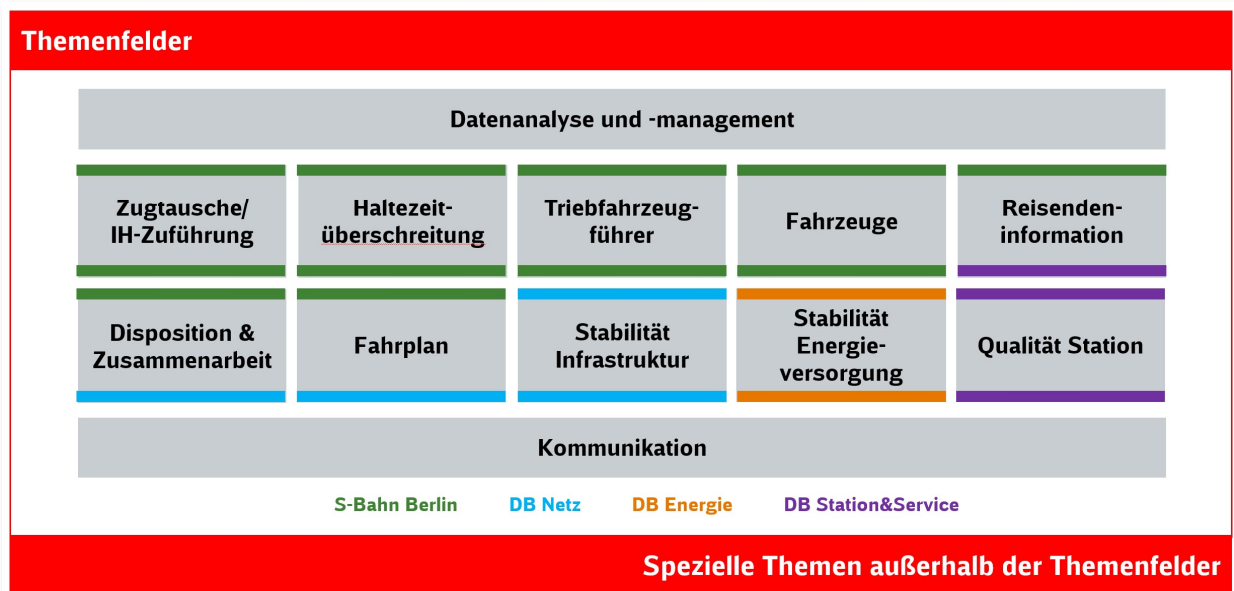 Themenfelder
Datenanalyse und -management
Zugtausche/
IH-Zuführung
Haltezeit-
überschreitung
Triebfahrzeug-
führer
Fahrzeuge
Reisenden-
information
Disposition &
Zusammenarbeit
Fahrplan
Stabilität
Infrastruktur
Stabilität
Energie-
versorgung
Qualität Station
Kommunikation
S-Bahn Berlin DB Netz DB Energie DB Station&Service
Spezielle Themen außerhalb der Themenfelder